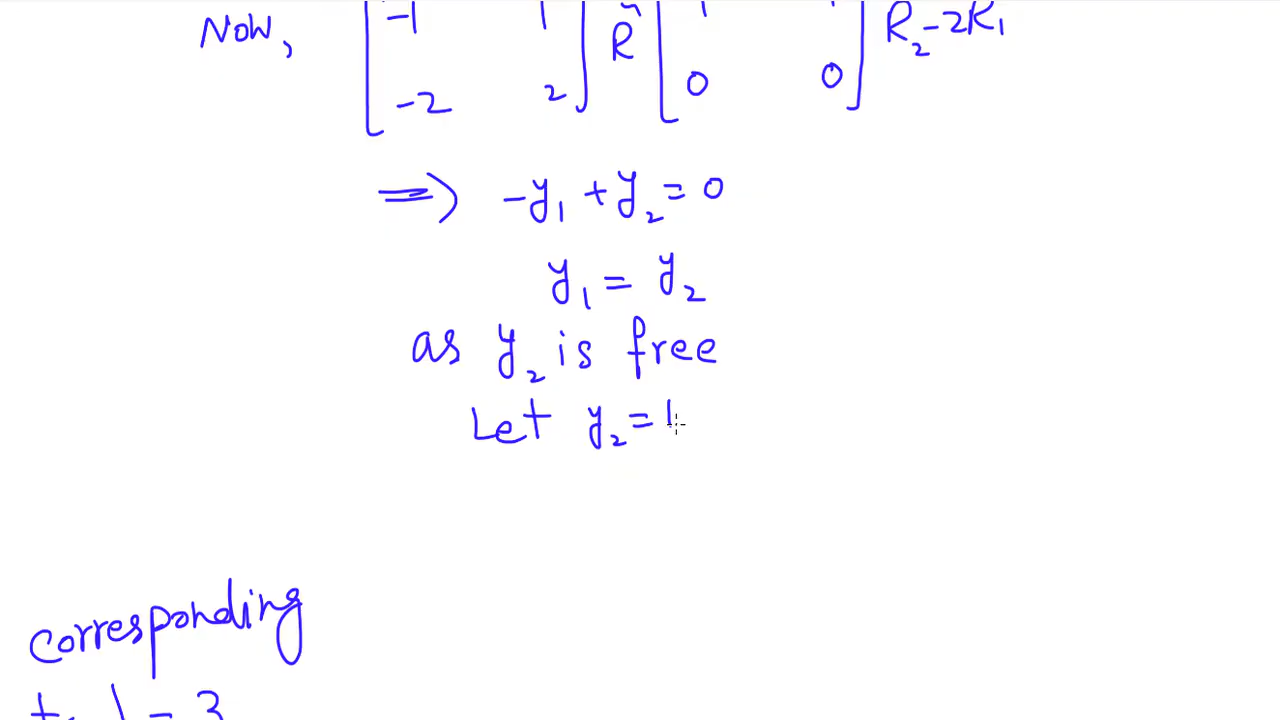 Now, [-1 1] R̃ [ ] R₂-2R₁
[-2 2] [0 0]
=> -y₁ + y₂ = 0
y₁ = y₂
as y₂ is free
Let y₂ = 1
corresponding
= 3